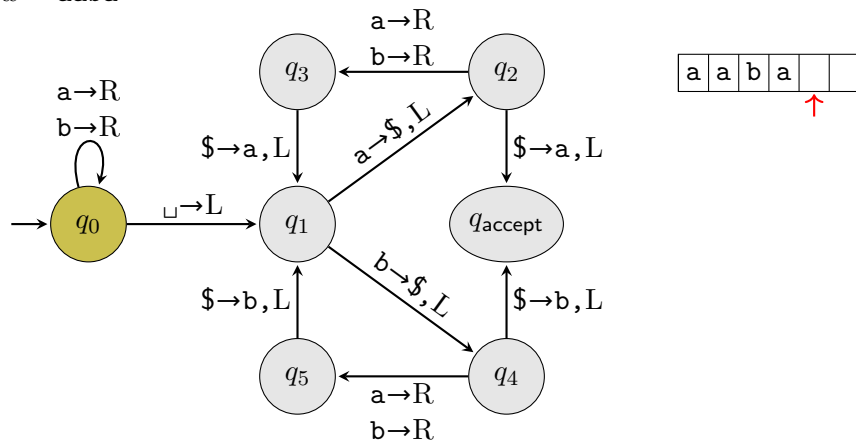 a→R
b→R
q3
q2
a a b a
a→R
b→R
$→a,L
a→$,L
$→a,L
q0
␣→L
q1
qaccept
$→b,L
b→$,L
$→b,L
q5
a→R
b→R
q4